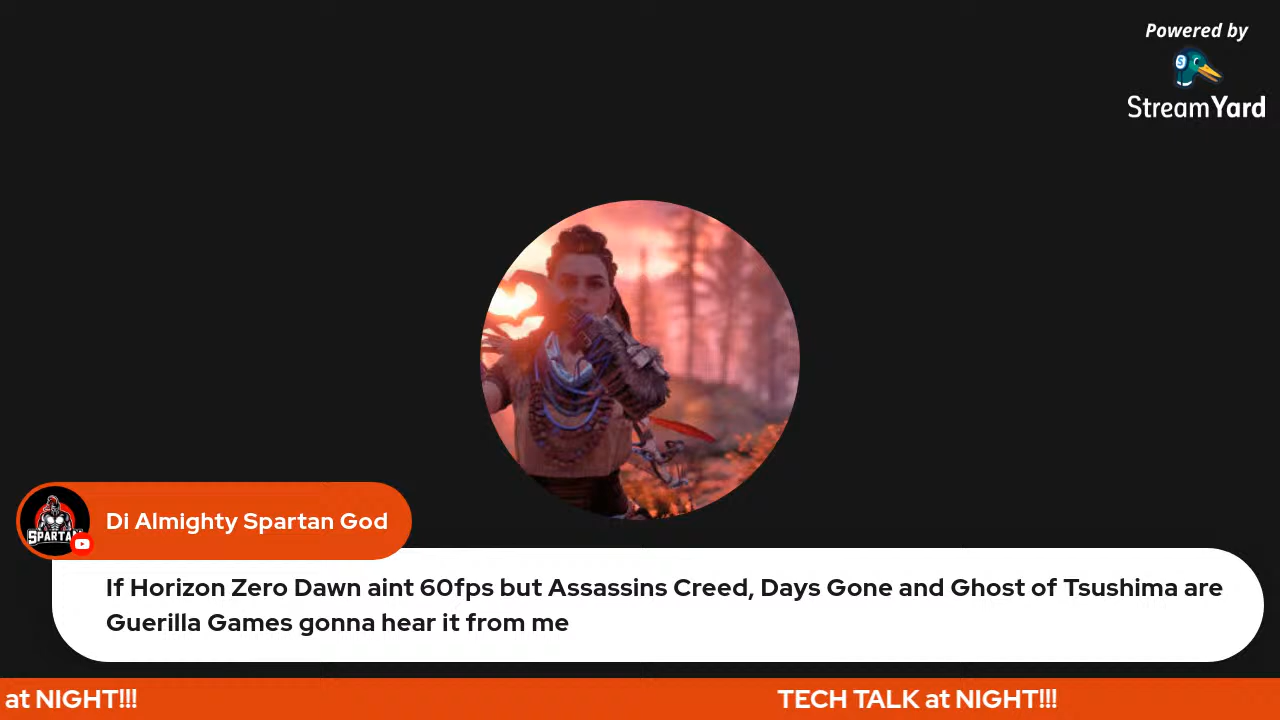 Powered by
StreamYard
SPARTAN
Di Almighty Spartan God
If Horizon Zero Dawn aint 60fps but Assassins Creed, Days Gone and Ghost of Tsushima are
Guerilla Games gonna hear it from me
at NIGHT!!! TECH TALK at NIGHT!!!